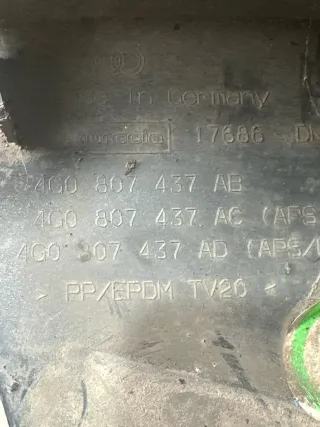 In Germany
17686 D
4G0 807 437 AB
4G0 807 437 AC (APS
4G0 807 437 AD (APS/
> PP/EPDM TV20 <